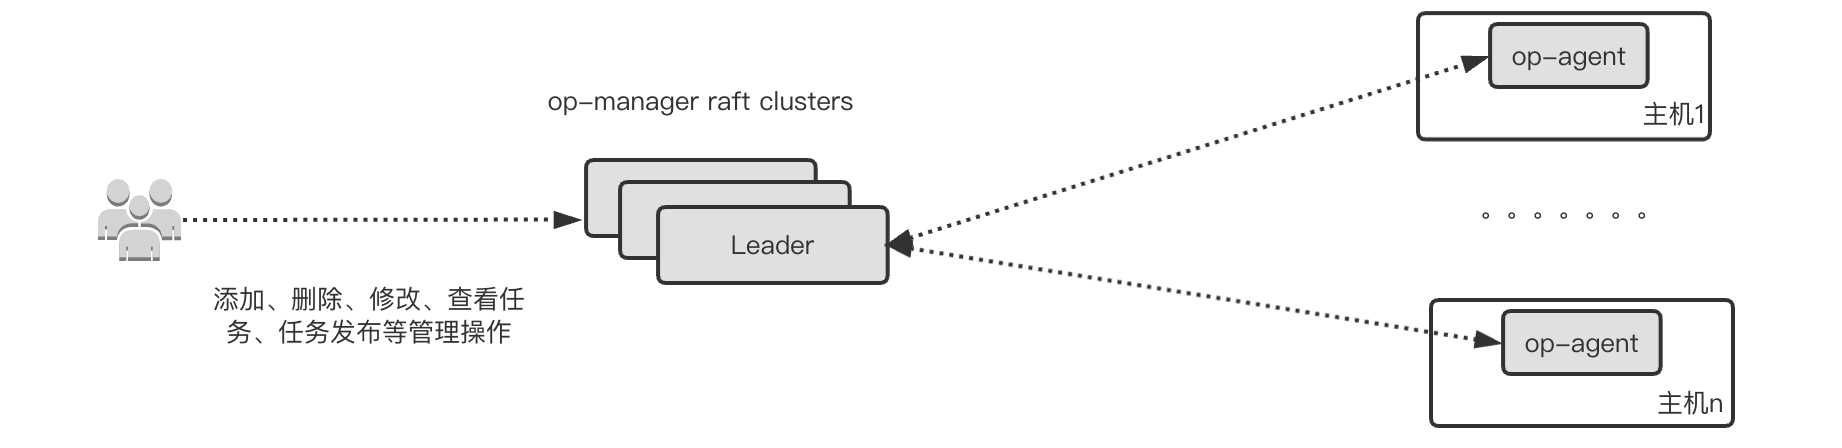 op-agent
主机1
op-manager raft clusters
Leader
添加、删除、修改、查看任
务、任务发布等管理操作
op-agent
主机n